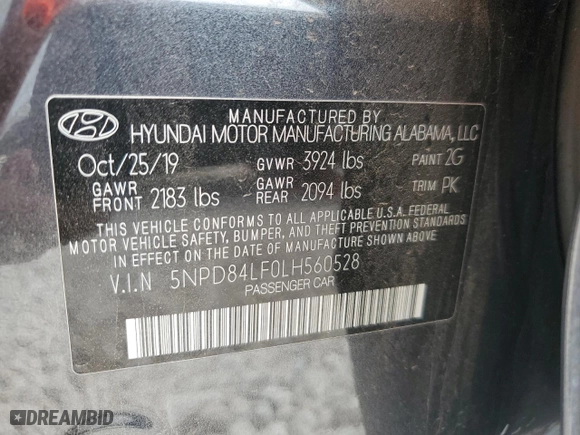 MANUFACTURED BY
HYUNDAI MOTOR MANUFACTURING ALABAMA, LLC
Oct/25/19 GVWR 3924 lbs PAINT 2G
GAWR FRONT 2183 lbs GAWR REAR 2094 lbs TRIM PK
THIS VEHICLE CONFORMS TO ALL APPLICABLE U.S.A. FEDERAL
MOTOR VEHICLE SAFETY, BUMPER, AND THEFT PREVENTION STANDARDS
IN EFFECT ON THE DATE OF MANUFACTURE SHOWN ABOVE.
V.I.N 5NPD84LF0LH560528
PASSENGER CAR
DREAMBID